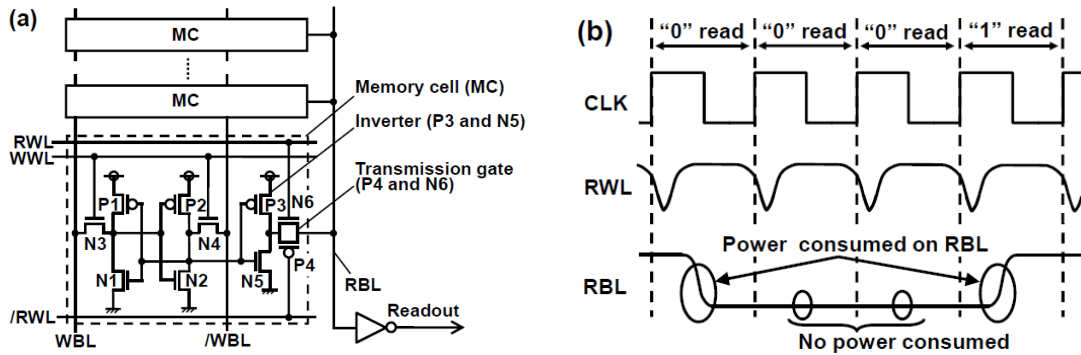 (a)
MC
MC
Memory cell (MC)
Inverter (P3 and N5)
Transmission gate
(P4 and N6)
RWL
WWL
P1
P2
P3
N6
N3
N4
N1
N2
N5
P4
/RWL
WBL
/WBL
RBL
Readout
(b)
“0” read
“0” read
“0” read
“1” read
CLK
RWL
Power consumed on RBL
RBL
No power consumed